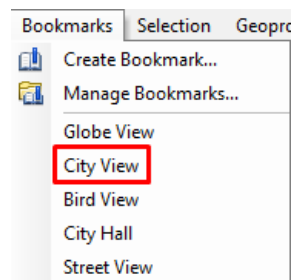 Bookmarks Selection Geopro
Create Bookmark...
Manage Bookmarks...
Globe View
City View
Bird View
City Hall
Street View